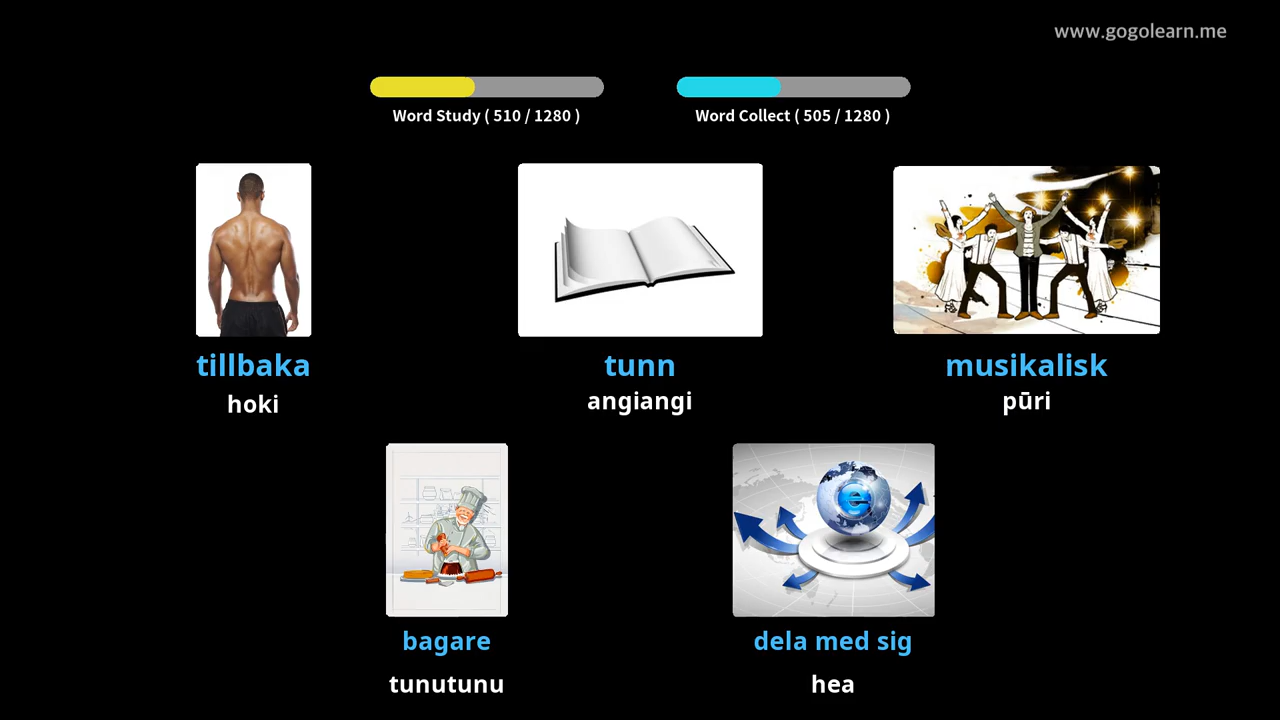 www.gogolearn.me
Word Study ( 510 / 1280 )
Word Collect ( 505 / 1280 )
tillbaka
hoki
tunn
angiangi
musikalisk
pūri
bagare
tunutunu
e
dela med sig
hea